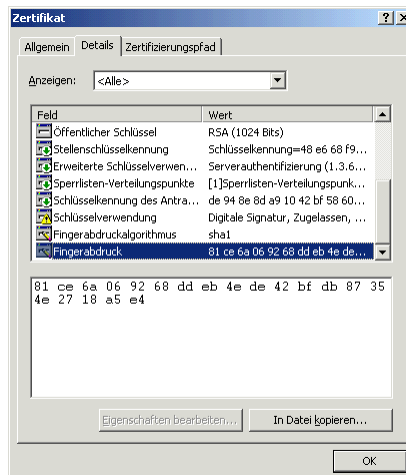 Zertifikat
Allgemein Details Zertifizierungspfad
Anzeigen: <Alle>
Feld Wert
Öffentlicher Schlüssel RSA (1024 Bits)
Stellenschlüsselkennung Schlüsselkennung=48 e6 68 f9...
Erweiterte Schlüsselverwen... Serverauthentifizierung (1.3.6...
Sperrlisten-Verteilungspunkte [1]Sperrlisten-Verteilungspunk...
Schlüsselkennung des Antra... de 94 8e 8d a9 10 42 bf 58 60...
Schlüsselverwendung Digitale Signatur, Zugelassen, ...
Fingerabdruckalgorithmus sha1
Fingerabdruck 81 ce 6a 06 92 68 dd eb 4e de...
81 ce 6a 06 92 68 dd eb 4e de 42 bf db 87 35
4e 27 18 a5 e4
Eigenschaften bearbeiten... In Datei kopieren...
OK